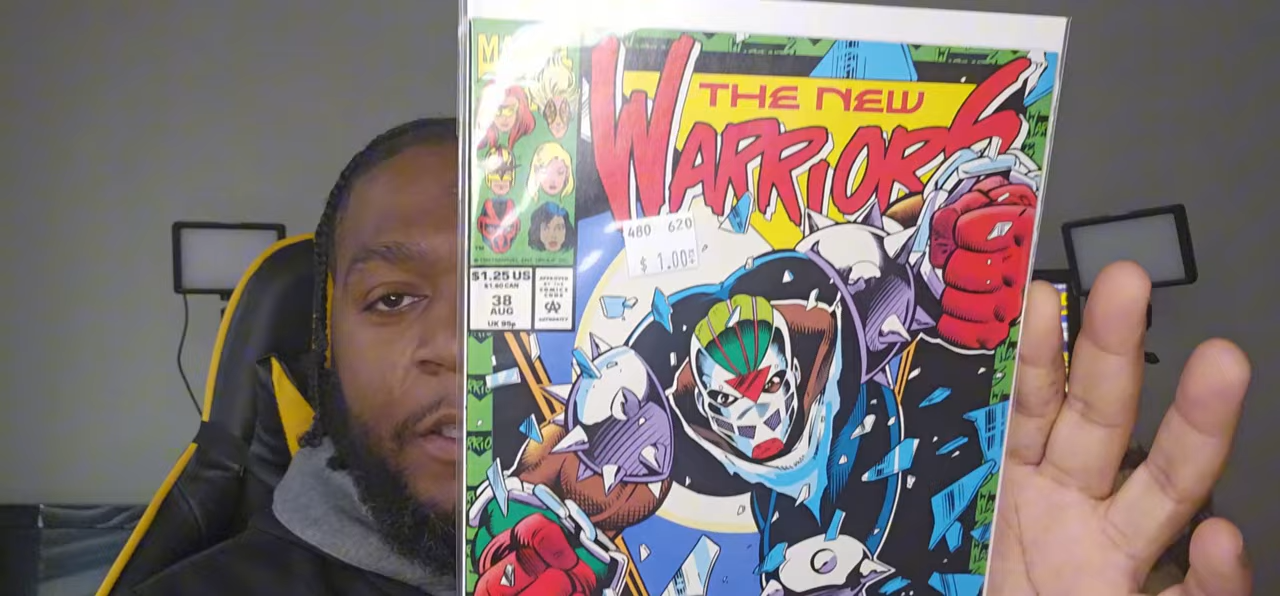 THE NEW
WARRIORS
480 620
$ 1.00
$1.25 US
$1.60 CAN
38
AUG
UK 90p
APPROVED
BY THE
COMICS
CODE
AUTHORITY